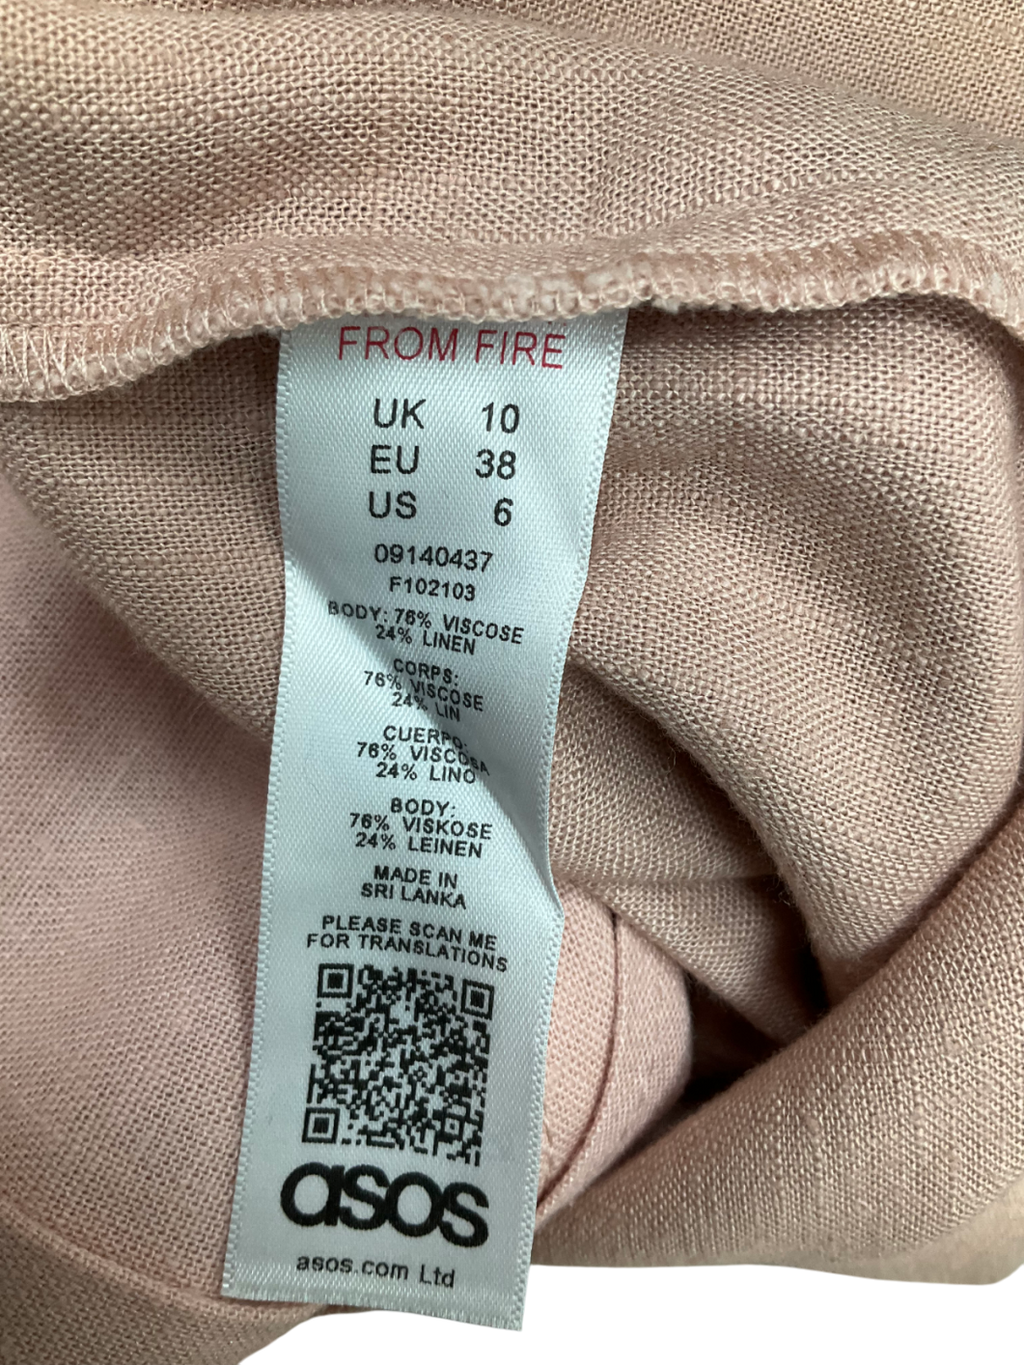 FROM FIRE
UK 10
EU 38
US 6
09140437
F102103
BODY: 76% VISCOSE
24% LINEN
CORPS:
76% VISCOSE
24% LIN
CUERPO:
76% VISCOSA
24% LINO
BODY:
76% VISKOSE
24% LEINEN
MADE IN
SRI LANKA
PLEASE SCAN ME
FOR TRANSLATIONS
asos
asos.com Ltd